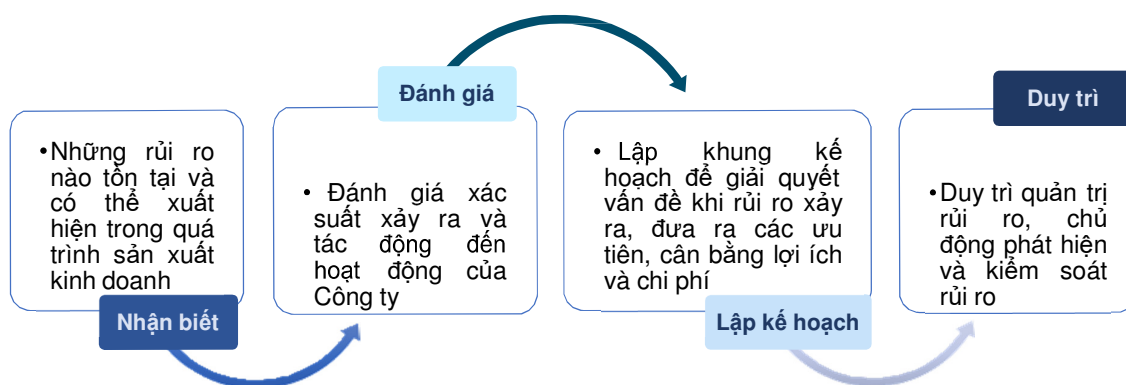 •Những rủi ro
nào tồn tại và
có thể xuất
hiện trong quá
trình sản xuất
kinh doanh
Nhận biết
Đánh giá
• Đánh giá xác
suất xảy ra và
tác động đến
hoạt động của
Công ty
• Lập khung kế
hoạch để giải quyết
vấn đề khi rủi ro xảy
ra, đưa ra các ưu
tiên, cân bằng lợi ích
và chi phí
Lập kế hoạch
Duy trì
•Duy trì quản trị
rủi ro, chủ
động phát hiện
và kiểm soát
rủi ro